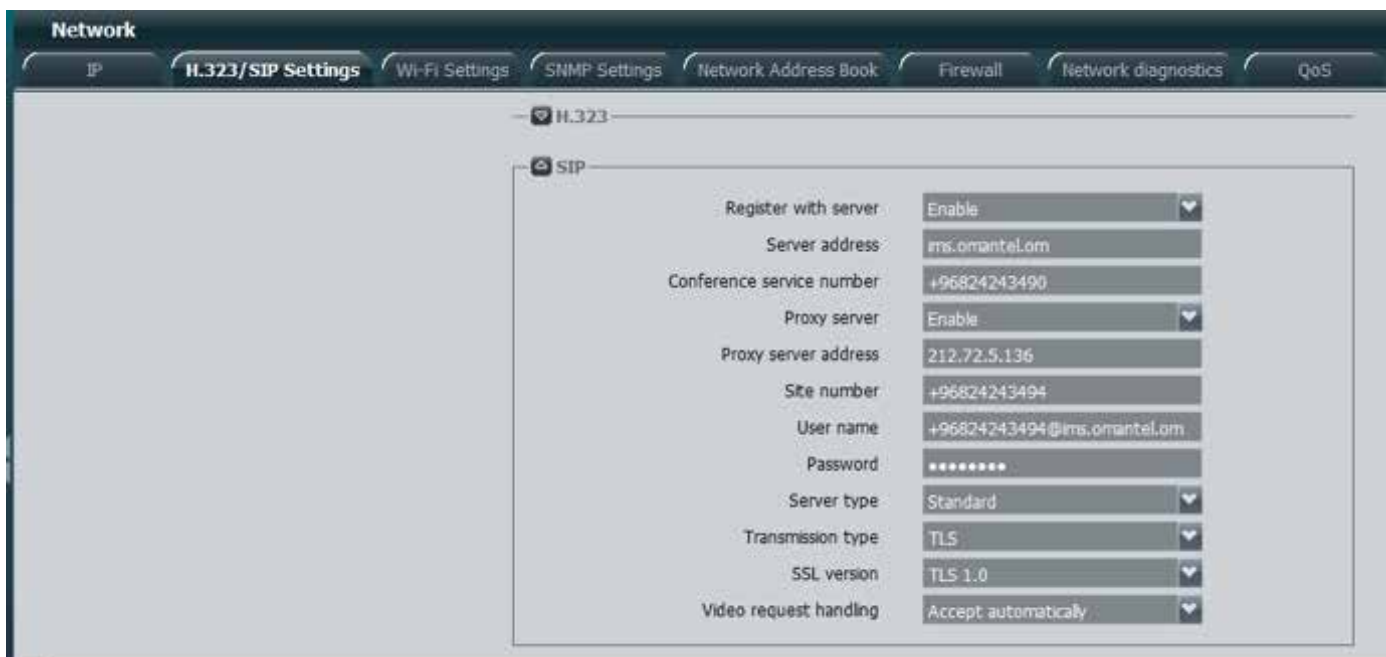 Network
IP H.323/SIP Settings Wi-Fi Settings SNMP Settings Network Address Book Firewall Network diagnostics QoS
H.323
SIP
Register with server Enable
Server address ims.omantel.om
Conference service number +96824243490
Proxy server Enable
Proxy server address 212.72.5.136
Site number +96824243494
User name +96824243494@ims.omantel.om
Password ●●●●●●●●
Server type Standard
Transmission type TLS
SSL version TLS 1.0
Video request handling Accept automatically